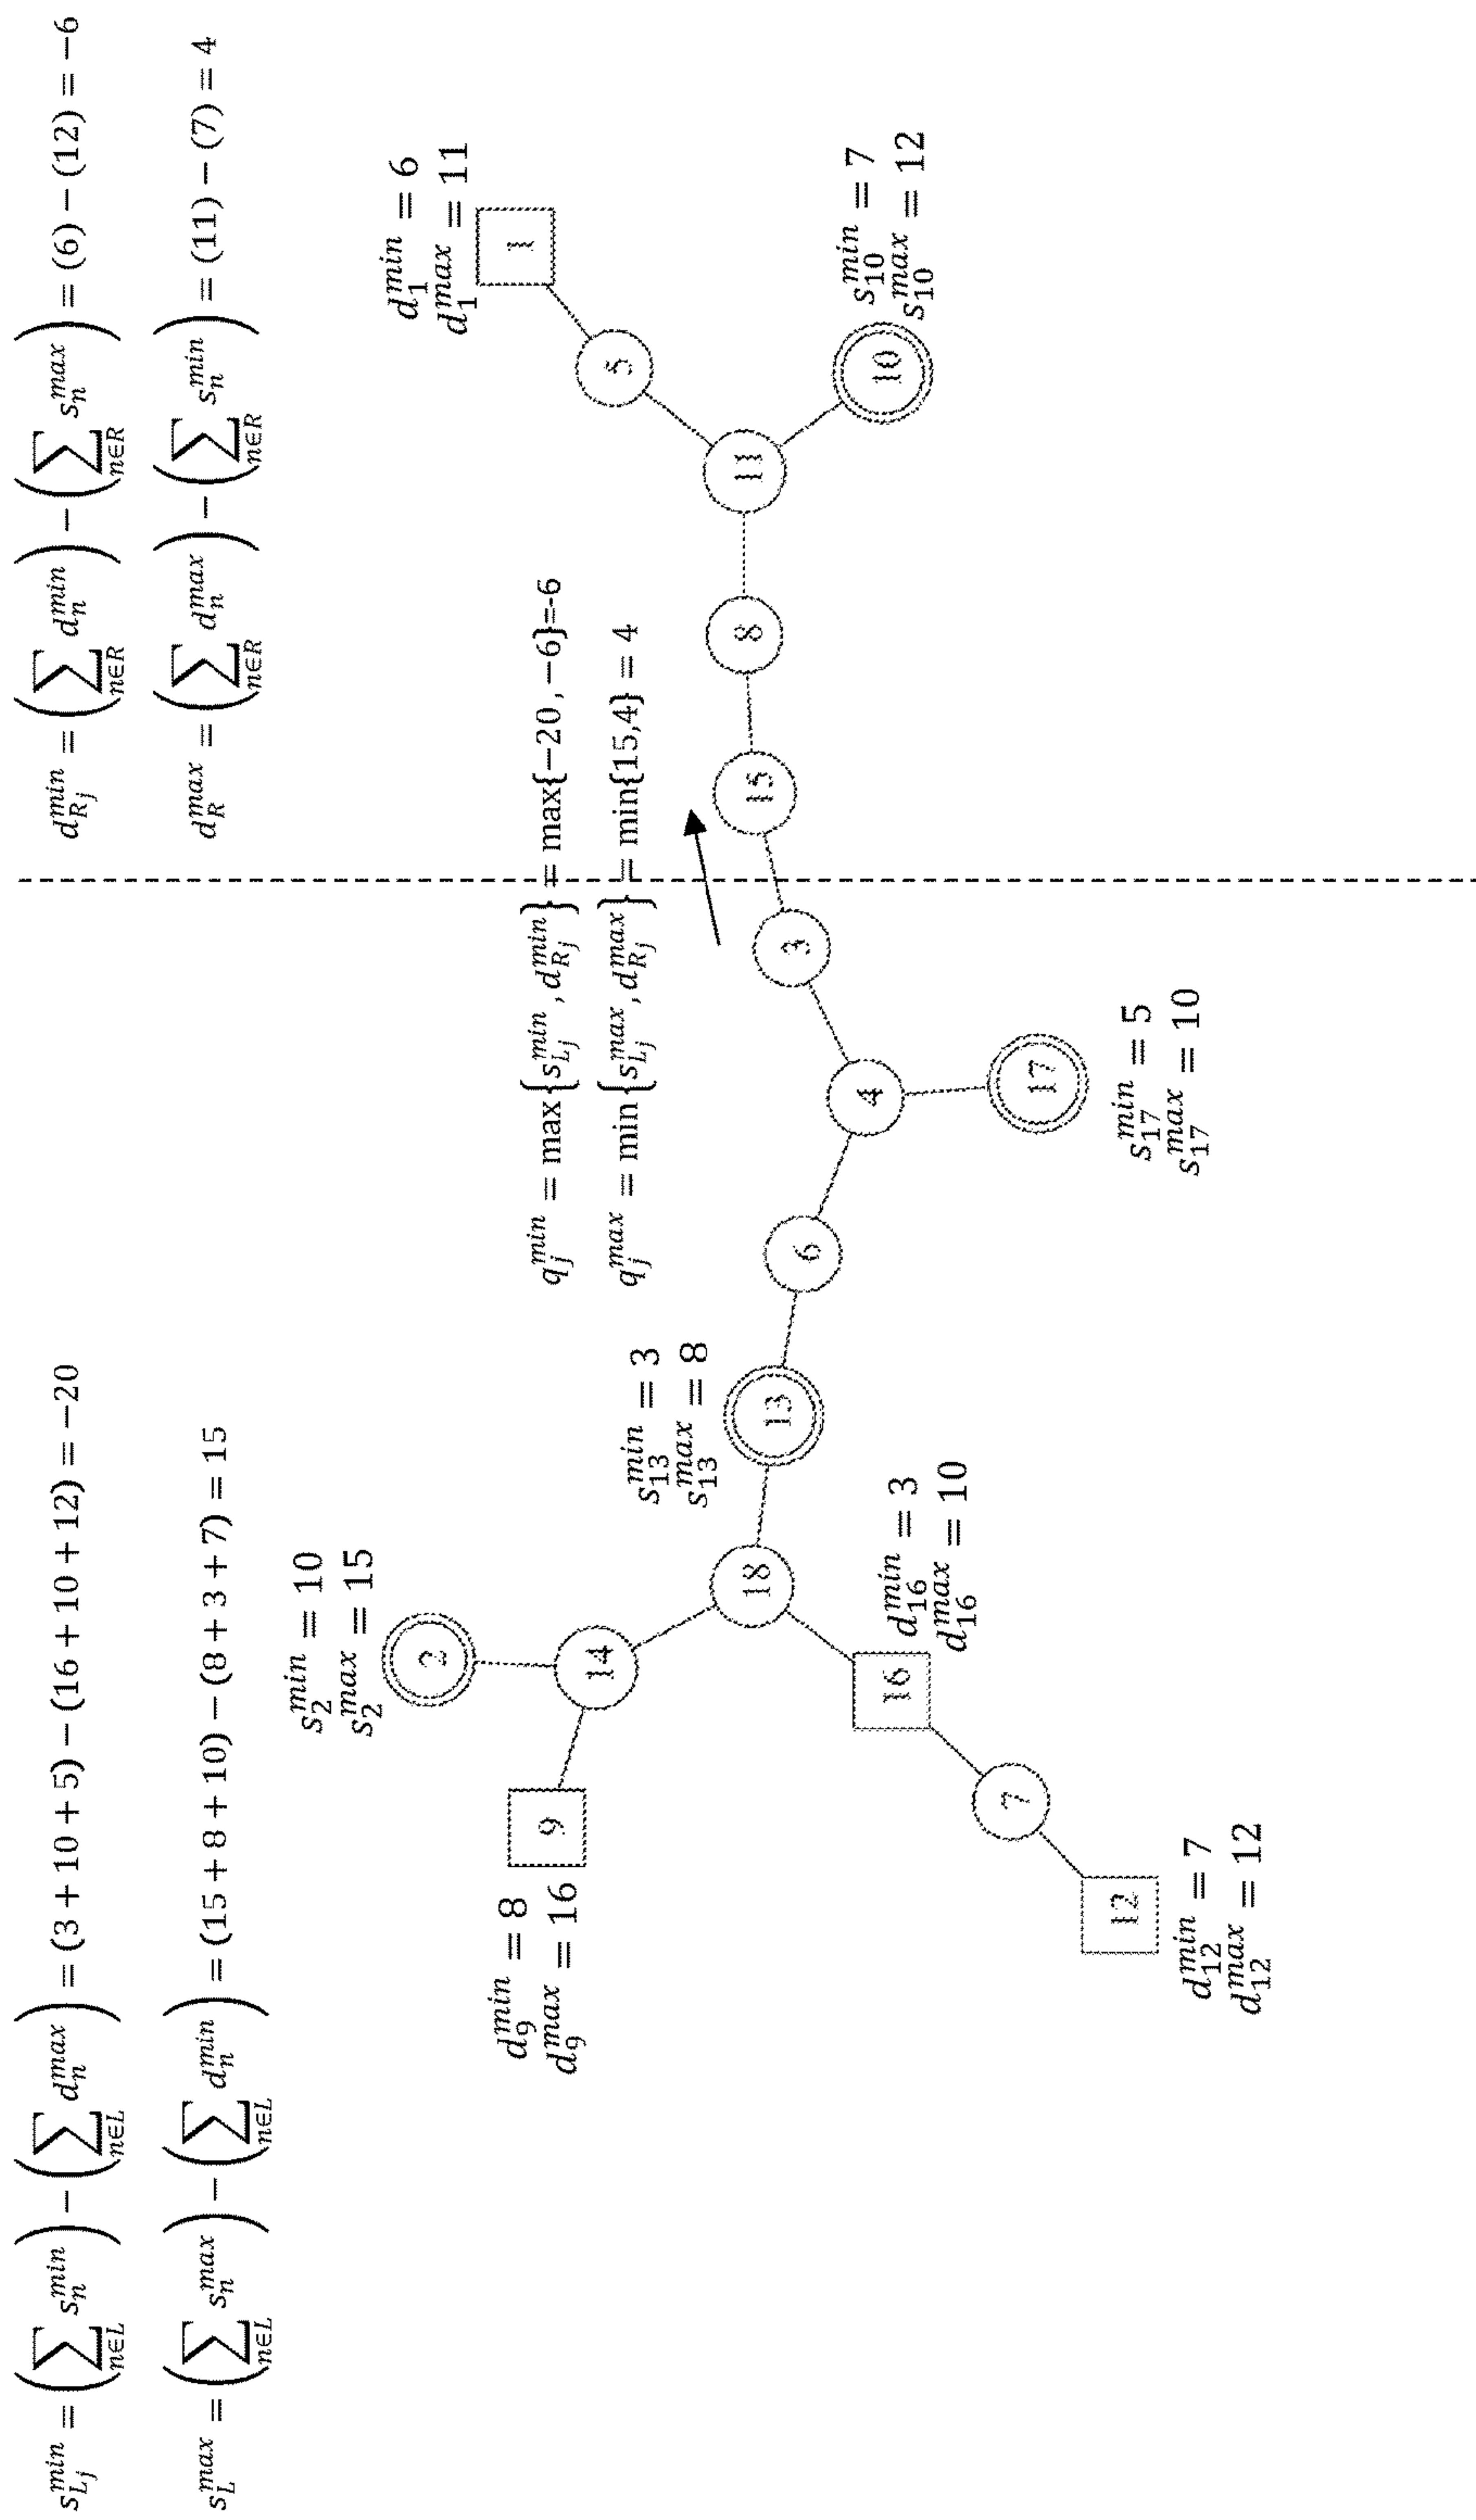 s_{L_j}^{min} = (∑_{n∈L} s_n^{min}) − (∑_{n∈L} d_n^{max}) = (3 + 10 + 5) − (16 + 10 + 12) = −20
s_L^{max} = (∑_{n∈L} s_n^{max}) − (∑_{n∈L} d_n^{min}) = (15 + 8 + 10) − (8 + 3 + 7) = 15
d_{R_j}^{min} = (∑_{n∈R} d_n^{min}) − (∑_{n∈R} s_n^{max}) = (6) − (12) = −6
d_R^{max} = (∑_{n∈R} d_n^{max}) − (∑_{n∈R} s_n^{min}) = (11) − (7) = 4
s_2^{min} = 10
s_2^{max} = 15
2
d_9^{min} = 8
d_9^{max} = 16
9
14
18
s_{13}^{min} = 3
s_{13}^{max} = 8
13
d_{16}^{min} = 3
d_{16}^{max} = 10
16
7
12
d_{12}^{min} = 7
d_{12}^{max} = 12
6
4
17
s_{17}^{min} = 5
s_{17}^{max} = 10
3
q_j^{min} = max{s_{L_j}^{min}, d_{R_j}^{min}} = max{−20, −6}=-6
q_j^{max} = min{s_{L_j}^{max}, d_{R_j}^{max}} = min{15,4} = 4
15
8
11
5
d_1^{min} = 6
d_1^{max} = 11
1
10
s_{10}^{min} = 7
s_{10}^{max} = 12